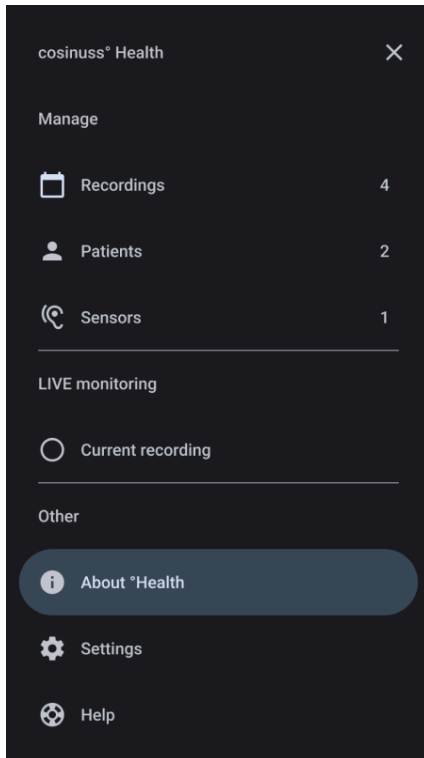 cosinuss° Health
Manage
Recordings 4
Patients 2
Sensors 1
LIVE monitoring
Current recording
Other
About °Health
Settings
Help